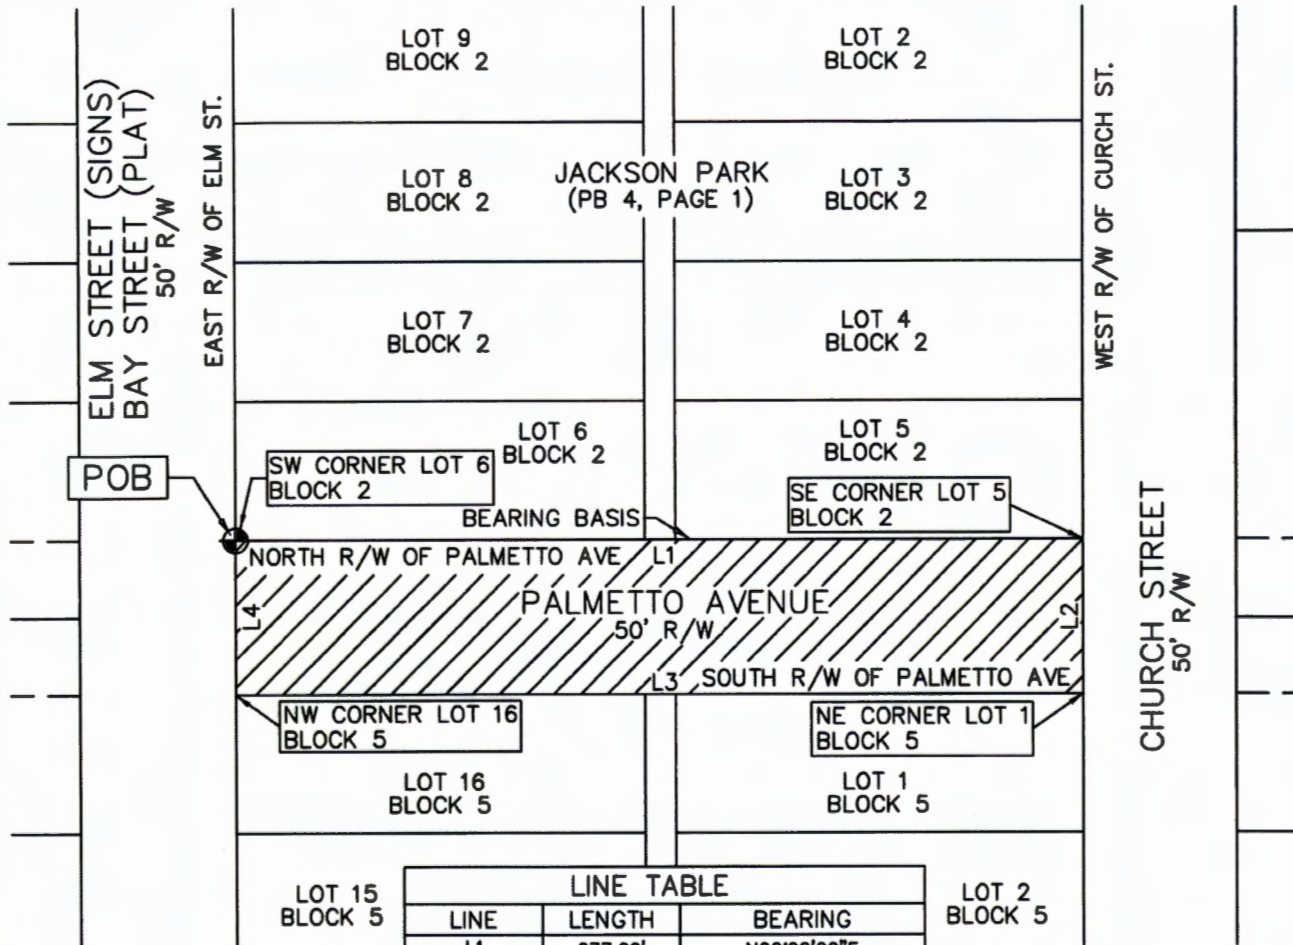 LOT 9
BLOCK 2
LOT 2
BLOCK 2
ELM STREET (SIGNS)
BAY STREET (PLAT)
50' R/W
EAST R/W OF ELM ST.
WEST R/W OF CURCH ST.
LOT 8
BLOCK 2
JACKSON PARK
(PB 4, PAGE 1)
LOT 3
BLOCK 2
LOT 7
BLOCK 2
LOT 4
BLOCK 2
LOT 6
BLOCK 2
LOT 5
BLOCK 2
POB
SW CORNER LOT 6
BLOCK 2
SE CORNER LOT 5
BLOCK 2
BEARING BASIS
NORTH R/W OF PALMETTO AVE
L1
PALMETTO AVENUE
50' R/W
L4
L2
L3
SOUTH R/W OF PALMETTO AVE
CHURCH STREET
50' R/W
NW CORNER LOT 16
BLOCK 5
NE CORNER LOT 1
BLOCK 5
LOT 16
BLOCK 5
LOT 1
BLOCK 5
LOT 15
BLOCK 5
LOT 2
BLOCK 5
LINE TABLE
LINE LENGTH BEARING
L1